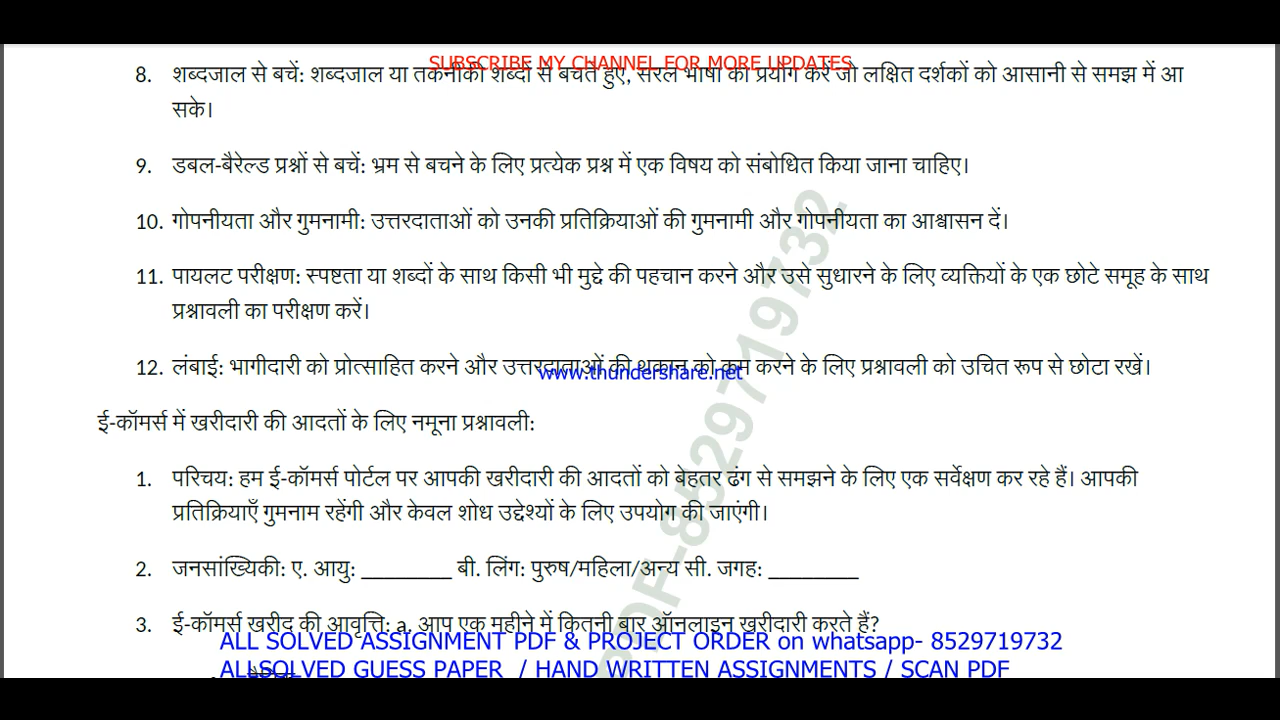 SUBSCRIBE MY CHANNEL FOR MORE UPDATES
8. शब्दजाल से बचें: शब्दजाल या तकनीकी शब्दों से बचते हुए, सरल भाषा का प्रयोग करें जो लक्षित दर्शकों को आसानी से समझ में आ
सके।
9. डबल-बैरेल्ड प्रश्नों से बचें: भ्रम से बचने के लिए प्रत्येक प्रश्न में एक विषय को संबोधित किया जाना चाहिए।
10. गोपनीयता और गुमनामी: उत्तरदाताओं को उनकी प्रतिक्रियाओं की गुमनामी और गोपनीयता का आश्वासन दें।
11. पायलट परीक्षण: स्पष्टता या शब्दों के साथ किसी भी मुद्दे की पहचान करने और उसे सुधारने के लिए व्यक्तियों के एक छोटे समूह के साथ
प्रश्नावली का परीक्षण करें।
12. लंबाई: भागीदारी को प्रोत्साहित करने और उत्तरदाताओं की थकान को कम करने के लिए प्रश्नावली को उचित रूप से छोटा रखें।
www.thundershare.net
ई-कॉमर्स में खरीदारी की आदतों के लिए नमूना प्रश्नावली:
1. परिचय: हम ई-कॉमर्स पोर्टल पर आपकी खरीदारी की आदतों को बेहतर ढंग से समझने के लिए एक सर्वेक्षण कर रहे हैं। आपकी
प्रतिक्रियाएँ गुमनाम रहेंगी और केवल शोध उद्देश्यों के लिए उपयोग की जाएंगी।
2. जनसांख्यिकी: ए. आयु: ________ बी. लिंग: पुरुष/महिला/अन्य सी. जगह: ________
3. ई-कॉमर्स खरीद की आवृत्ति: a. आप एक महीने में कितनी बार ऑनलाइन खरीदारी करते हैं?
PDF-8529719732
ALL SOLVED ASSIGNMENT PDF & PROJECT ORDER on whatsapp- 8529719732
ALLSOLVED GUESS PAPER / HAND WRITTEN ASSIGNMENTS / SCAN PDF